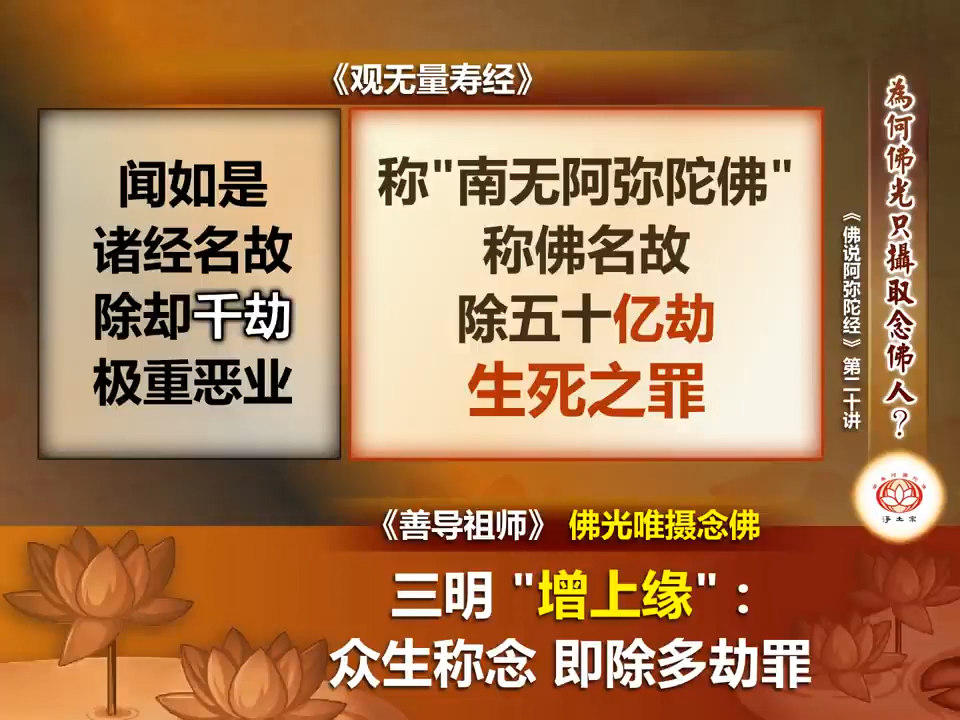 《观无量寿经》
闻如是
诸经名故
除却千劫
极重恶业
称"南无阿弥陀佛"
称佛名故
除五十亿劫
生死之罪
為何佛光只攝取念佛人?
《佛说阿弥陀经》第二十讲
净土宗
《善导祖师》 佛光唯摄念佛
三明 "增上缘" :
众生称念 即除多劫罪